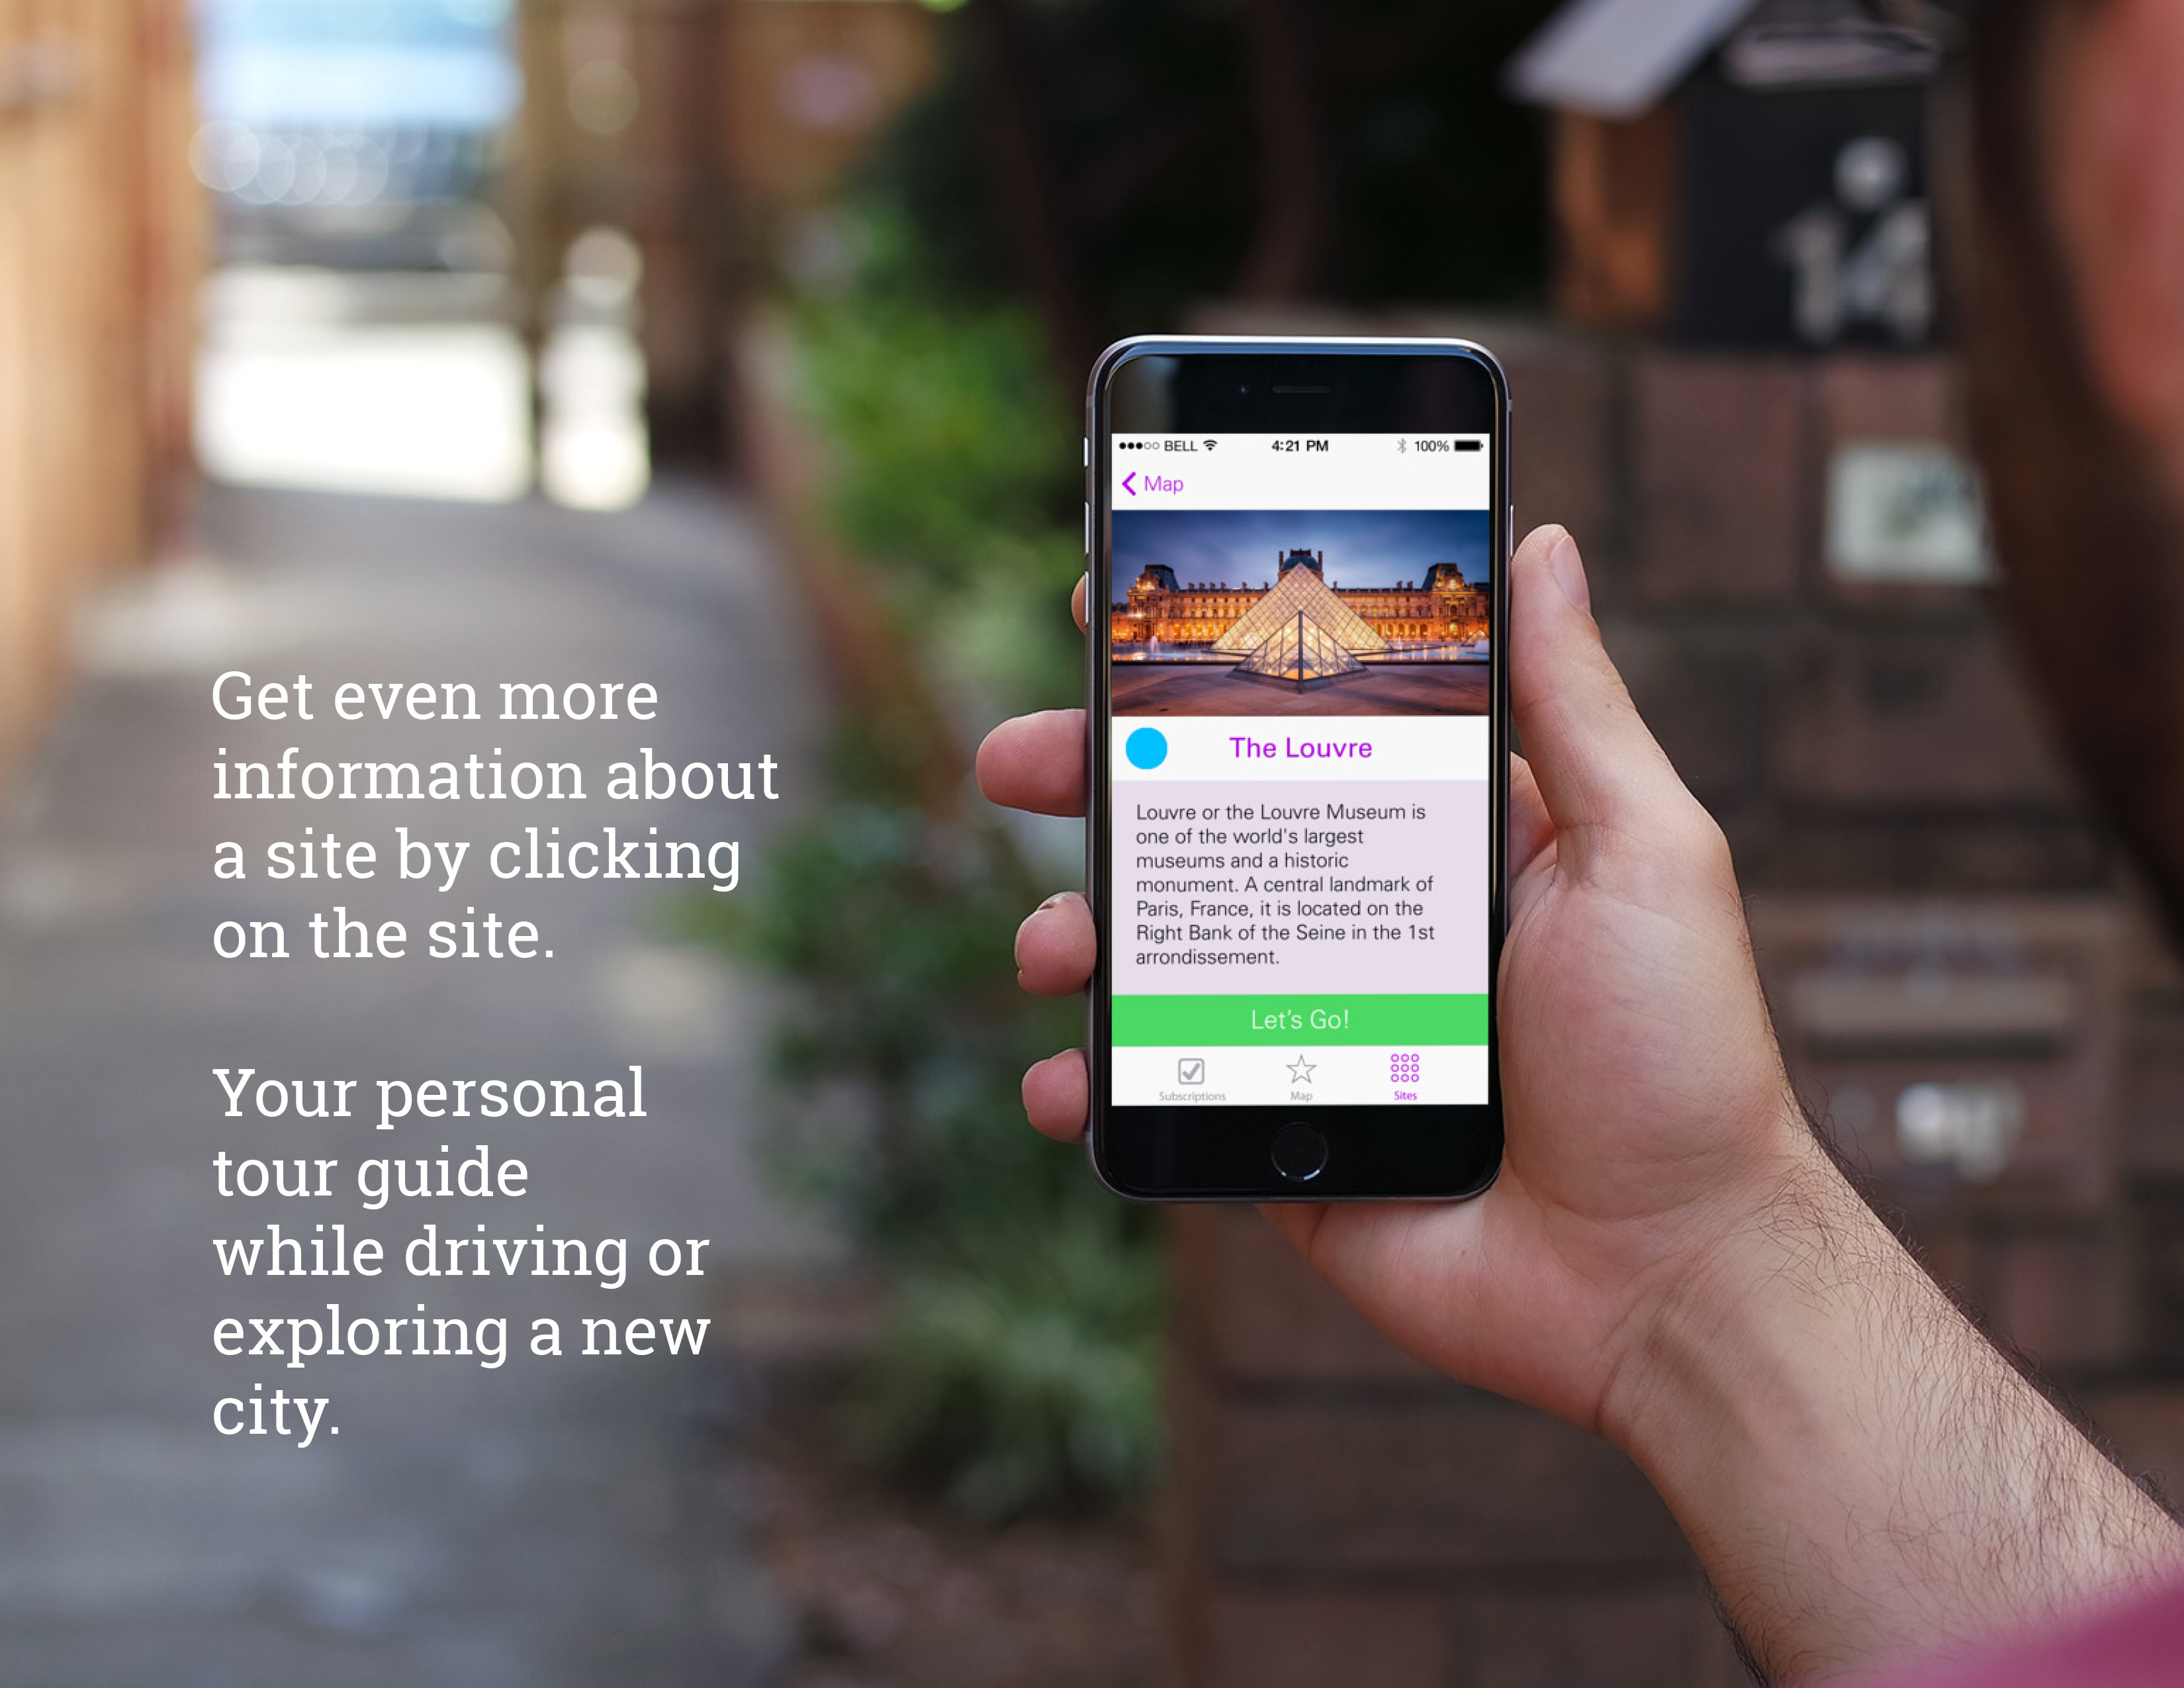 Get even more
information about
a site by clicking
on the site.
Your personal
tour guide
while driving or
exploring a new
city.
BELL 4:21 PM 100%
Map
The Louvre
Louvre or the Louvre Museum is
one of the world's largest
museums and a historic
monument. A central landmark of
Paris, France, it is located on the
Right Bank of the Seine in the 1st
arrondissement.
Let's Go!
Subscriptions Map Sites